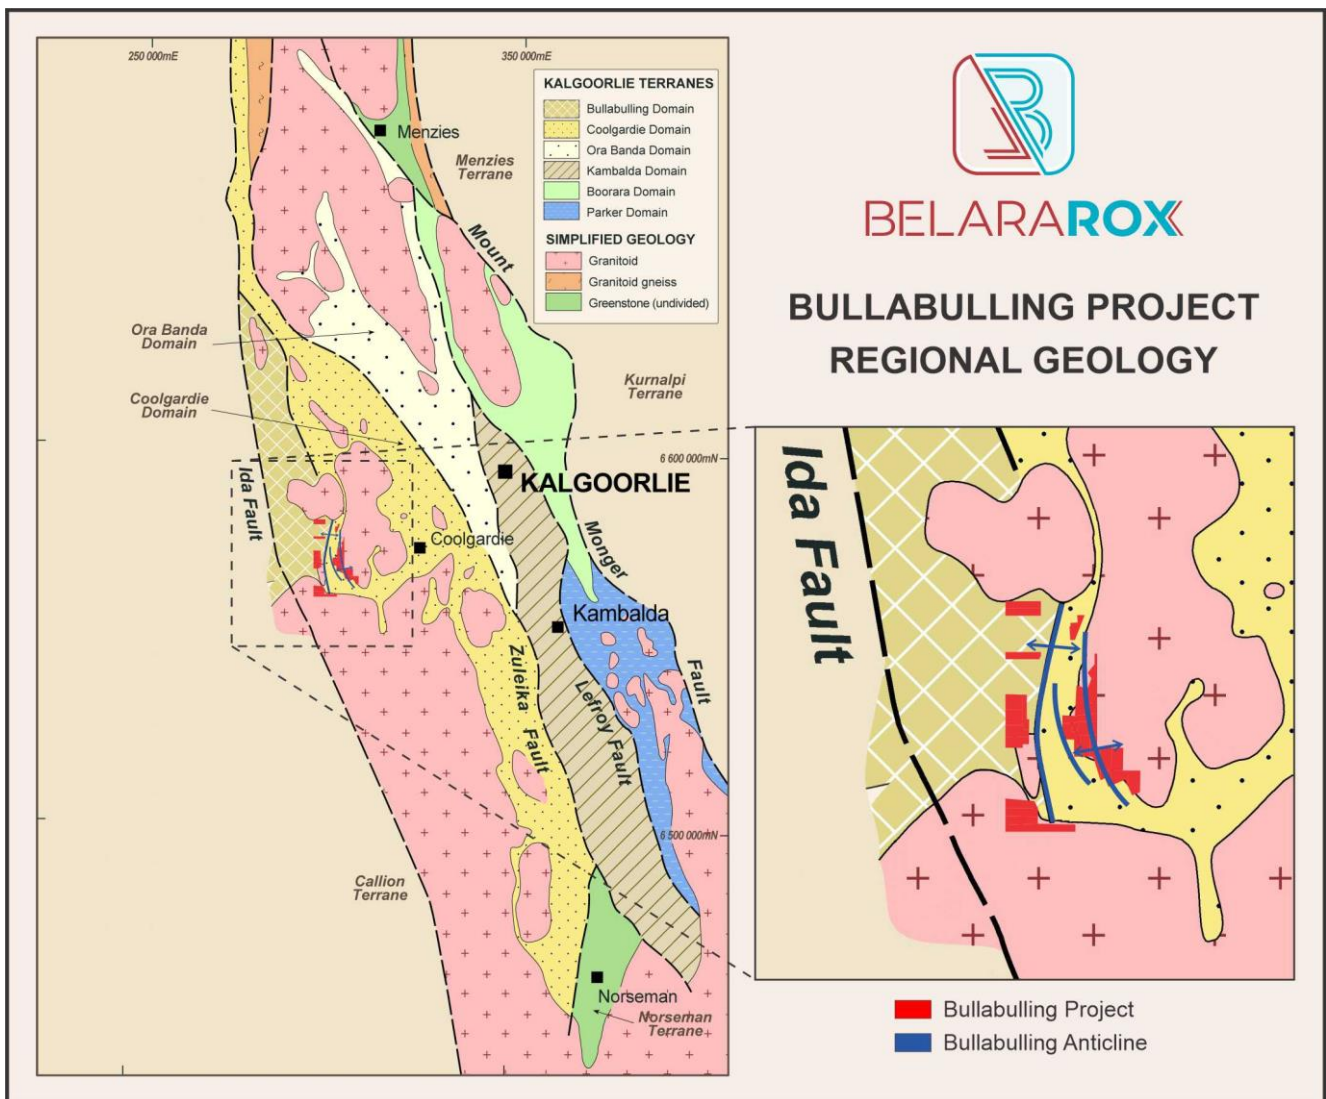 250 000mE
350 000mE
KALGOORLIE TERRANES
Bullabulling Domain
Coolgardie Domain
Ora Banda Domain
Kambalda Domain
Boorara Domain
Parker Domain
SIMPLIFIED GEOLOGY
Granitoid
Granitoid gneiss
Greenstone (undivided)
Menzies
Menzies
Terrane
Mount
Ora Banda
Domain
Coolgardie
Domain
Kurnalpi
Terrane
6 600 000mN
Ida Fault
KALGOORLIE
Coolgardie
Monger
Kambalda
Zuleika
Fault
Lefroy Fault
Fault
6 500 000mN
Callion
Terrane
Norseman
Norseman
Terrane
BELARAROX
BULLABULLING PROJECT
REGIONAL GEOLOGY
Ida Fault
Bullabulling Project
Bullabulling Anticline